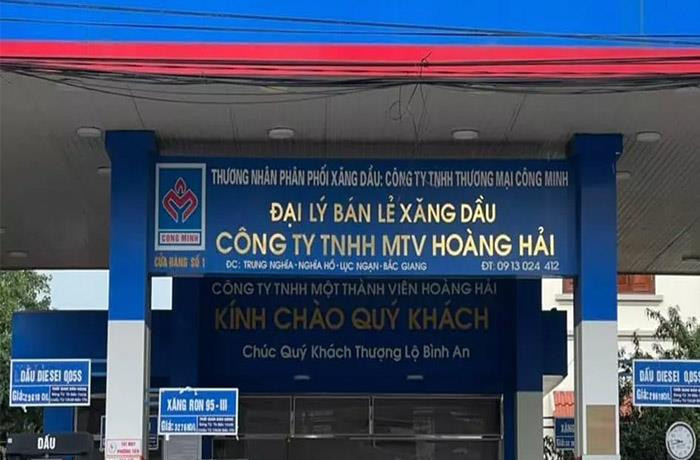 THƯƠNG NHÂN PHÂN PHỐI XĂNG DẦU: CÔNG TY TNHH THƯƠNG MẠI CÔNG MINH
ĐẠI LÝ BÁN LẺ XĂNG DẦU
CÔNG TY TNHH MTV HOÀNG HẢI
CÔNG MINH
CỬA HÀNG SỐ 1
ĐC: TRUNG NGHĨA - NGHĨA HỒ - LỤC NGẠN - BẮC GIANG
ĐT: 0913 024 412
CÔNG TY TNHH MỘT THÀNH VIÊN HOÀNG HẢI
KÍNH CHÀO QUÝ KHÁCH
Chúc Quý Khách Thượng Lộ Bình An
DẦU DIESEl 0,05S
Giá:
DẦU DIESEl 0,05S
Giá:
XĂNG RON 95-III
Giá:
DẦU